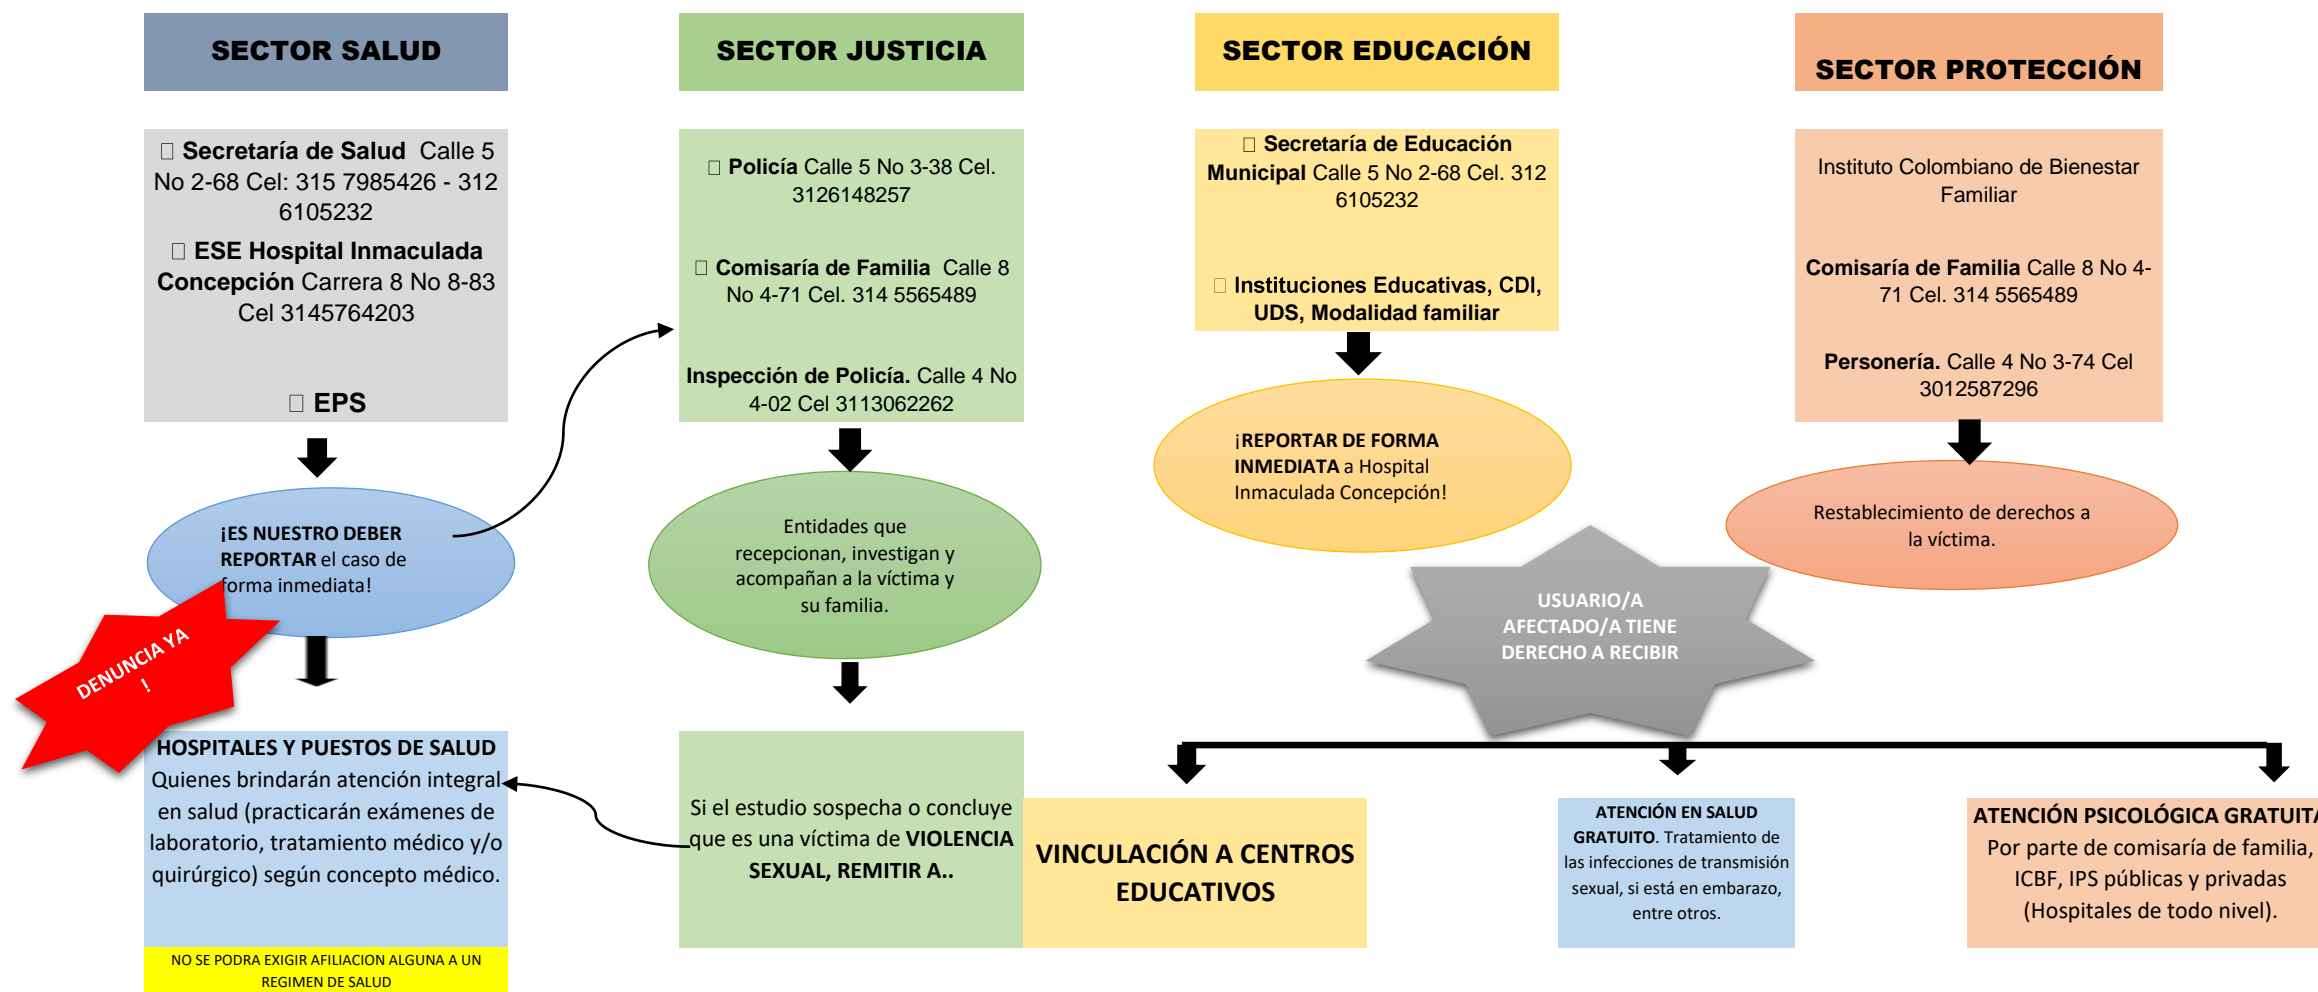 SECTOR SALUD
SECTOR JUSTICIA
SECTOR EDUCACIÓN
SECTOR PROTECCIÓN
Secretaría de Salud Calle 5
No 2-68 Cel: 315 7985426 - 312
6105232
ESE Hospital Inmaculada
Concepción Carrera 8 No 8-83
Cel 3145764203
EPS
Policía Calle 5 No 3-38 Cel.
3126148257
Comisaría de Familia Calle 8
No 4-71 Cel. 314 5565489
Inspección de Policía. Calle 4 No
4-02 Cel 3113062262
Secretaría de Educación
Municipal Calle 5 No 2-68 Cel. 312
6105232
Instituciones Educativas, CDI,
UDS, Modalidad familiar
Instituto Colombiano de Bienestar
Familiar
Comisaría de Familia Calle 8 No 4-
71 Cel. 314 5565489
Personería. Calle 4 No 3-74 Cel
3012587296
¡ES NUESTRO DEBER
REPORTAR el caso de
forma inmediata!
Entidades que
recepcionan, investigan y
acompañan a la víctima y
su familia.
¡REPORTAR DE FORMA
INMEDIATA a Hospital
Inmaculada Concepción!
Restablecimiento de derechos a
la víctima.
DENUNCIA YA
!
USUARIO/A
AFECTADO/A TIENE
DERECHO A RECIBIR
HOSPITALES Y PUESTOS DE SALUD
Quienes brindarán atención integral
en salud (practicarán exámenes de
laboratorio, tratamiento médico y/o
quirúrgico) según concepto médico.
NO SE PODRA EXIGIR AFILIACION ALGUNA A UN
REGIMEN DE SALUD
Si el estudio sospecha o concluye
que es una víctima de VIOLENCIA
SEXUAL, REMITIR A..
VINCULACIÓN A CENTROS
EDUCATIVOS
ATENCIÓN EN SALUD
GRATUITO. Tratamiento de
las infecciones de transmisión
sexual, si está en embarazo,
entre otros.
ATENCIÓN PSICOLÓGICA GRATUITA
Por parte de comisaría de familia,
ICBF, IPS públicas y privadas
(Hospitales de todo nivel).